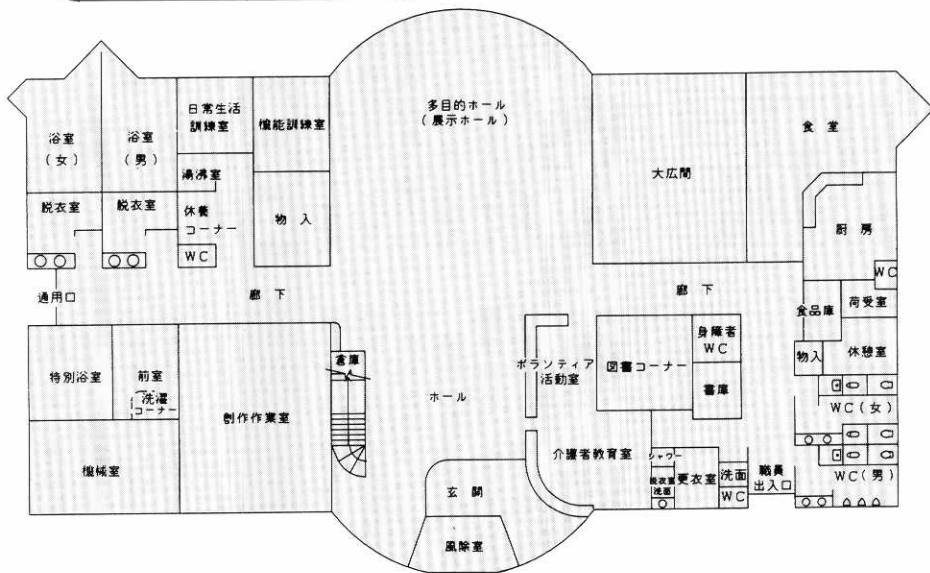 多目的ホール
(展示ホール)
浴室
(女)
浴室
(男)
日常生活
訓練室
機能訓練室
湯沸室
脱衣室
脱衣室
休養
コーナー
WC
物入
大広間
食堂
厨房
WC
通用口
廊下
廊下
食品庫
荷受室
特別浴室
前室
洗濯
コーナー
創作作業室
倉庫
ホール
ボランティア
活動室
図書コーナー
身障者
WC
書庫
物入
休憩室
WC(女)
機械室
介護者教育室
シャワー
脱衣室
洗面
更衣室
洗面
WC
職員
出入口
WC(男)
玄関
風除室